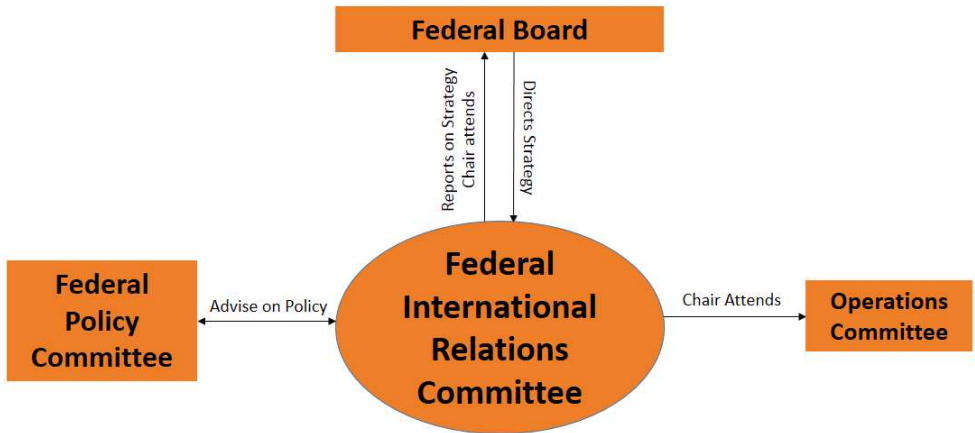 Federal Board
Reports on Strategy
Chair attends
Directs Strategy
Federal
Policy
Committee
Advise on Policy
Federal
International
Relations
Committee
Chair Attends
Operations
Committee